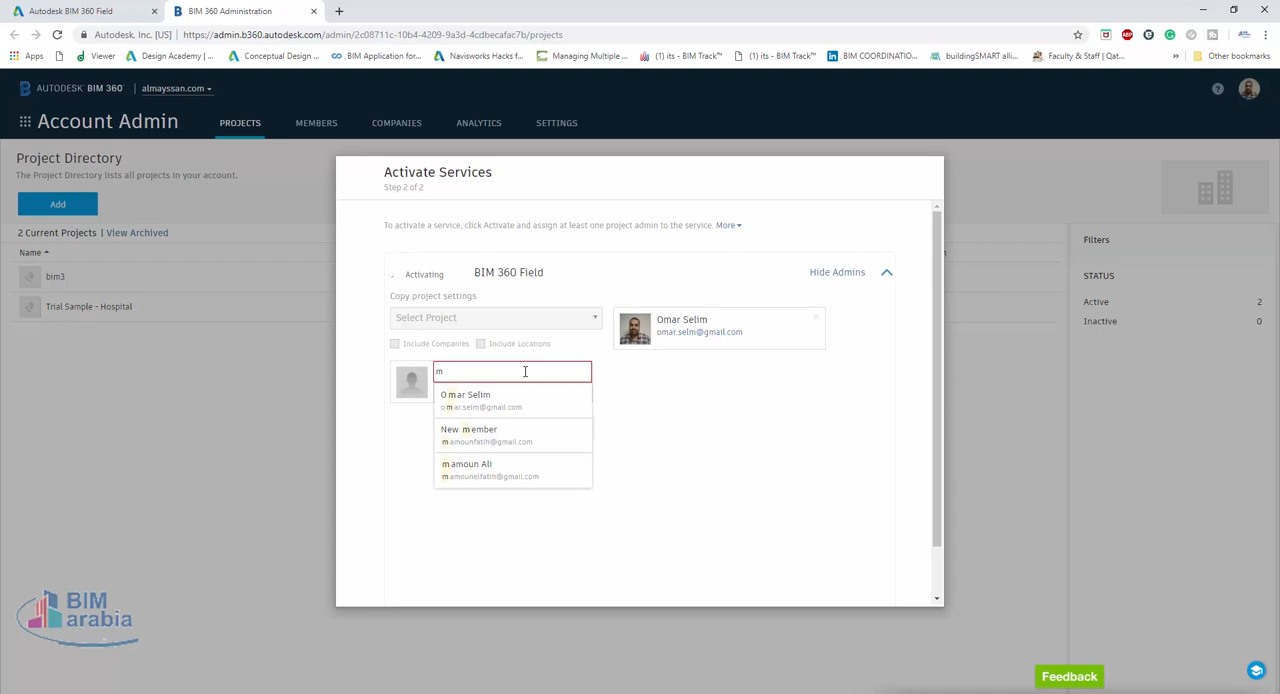 Autodesk BIM 360 Field
BIM 360 Administration
Autodesk, Inc. [US] | https://admin.b360.autodesk.com/admin/2c08711c-10b4-4209-9a3d-4cdbecafac7b/projects
Apps
Viewer
Design Academy | ...
Conceptual Design ...
BIM Application for...
Navisworks Hacks f...
Managing Multiple ...
(1) its - BIM Track™
(1) its - BIM Track™
BIM COORDINATIO...
buildingSMART alli...
Faculty & Staff | Qat...
»
Other bookmarks
AUTODESK® BIM 360°
almayssan.com
Account Admin
PROJECTS
MEMBERS
COMPANIES
ANALYTICS
SETTINGS
Project Directory
The Project Directory lists all projects in your account.
Add
2 Current Projects | View Archived
Name
bim3
Trial Sample - Hospital
Activate Services
Step 2 of 2
To activate a service, click Activate and assign at least one project admin to the service. More
Activating
BIM 360 Field
Hide Admins
Copy project settings
Select Project
Include Companies
Include Locations
Omar Selim
omar.selm@gmail.com
m
Omar Selim
omar.selm@gmail.com
New member
mamounfatih@gmail.com
mamoun Ali
mamounelfatih@gmail.com
Filters
STATUS
Active 2
Inactive 0
BIM
arabia
Feedback